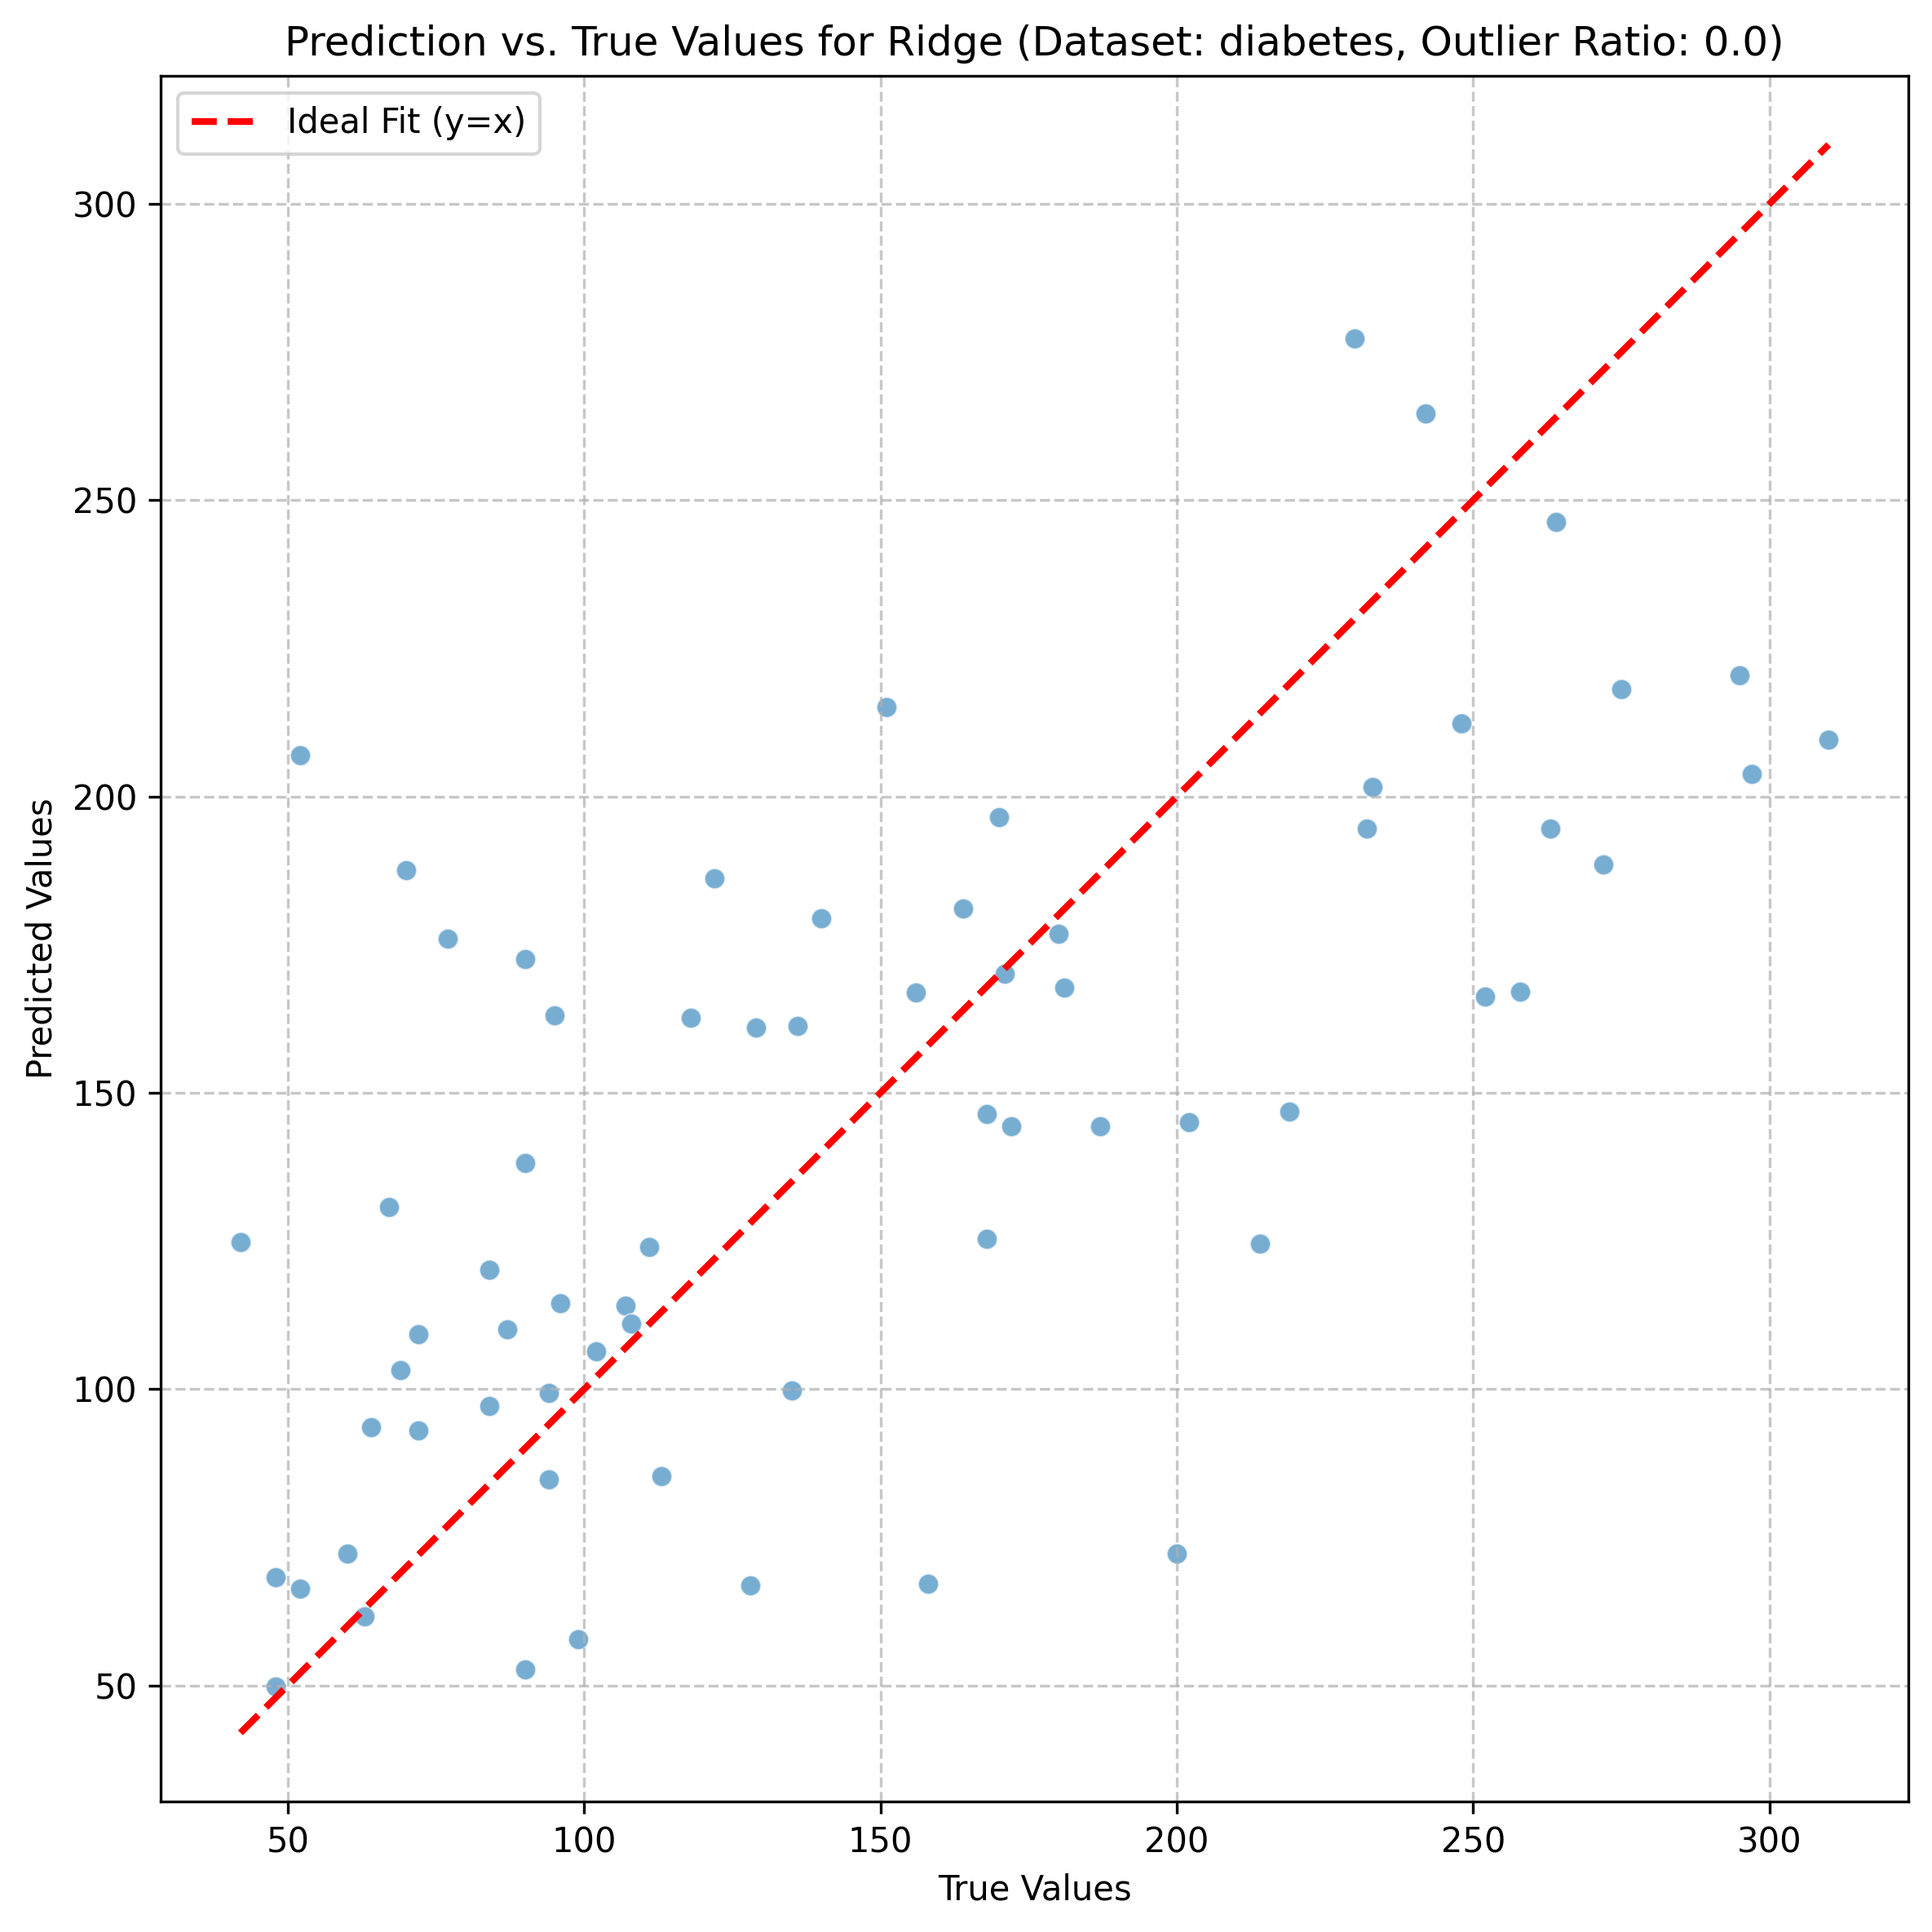 Prediction vs. True Values for Ridge (Dataset: diabetes, Outlier Ratio: 0.0)
Ideal Fit (y=x)
300
250
200
150
100
50
Predicted Values
50 100 150 200 250 300
True Values